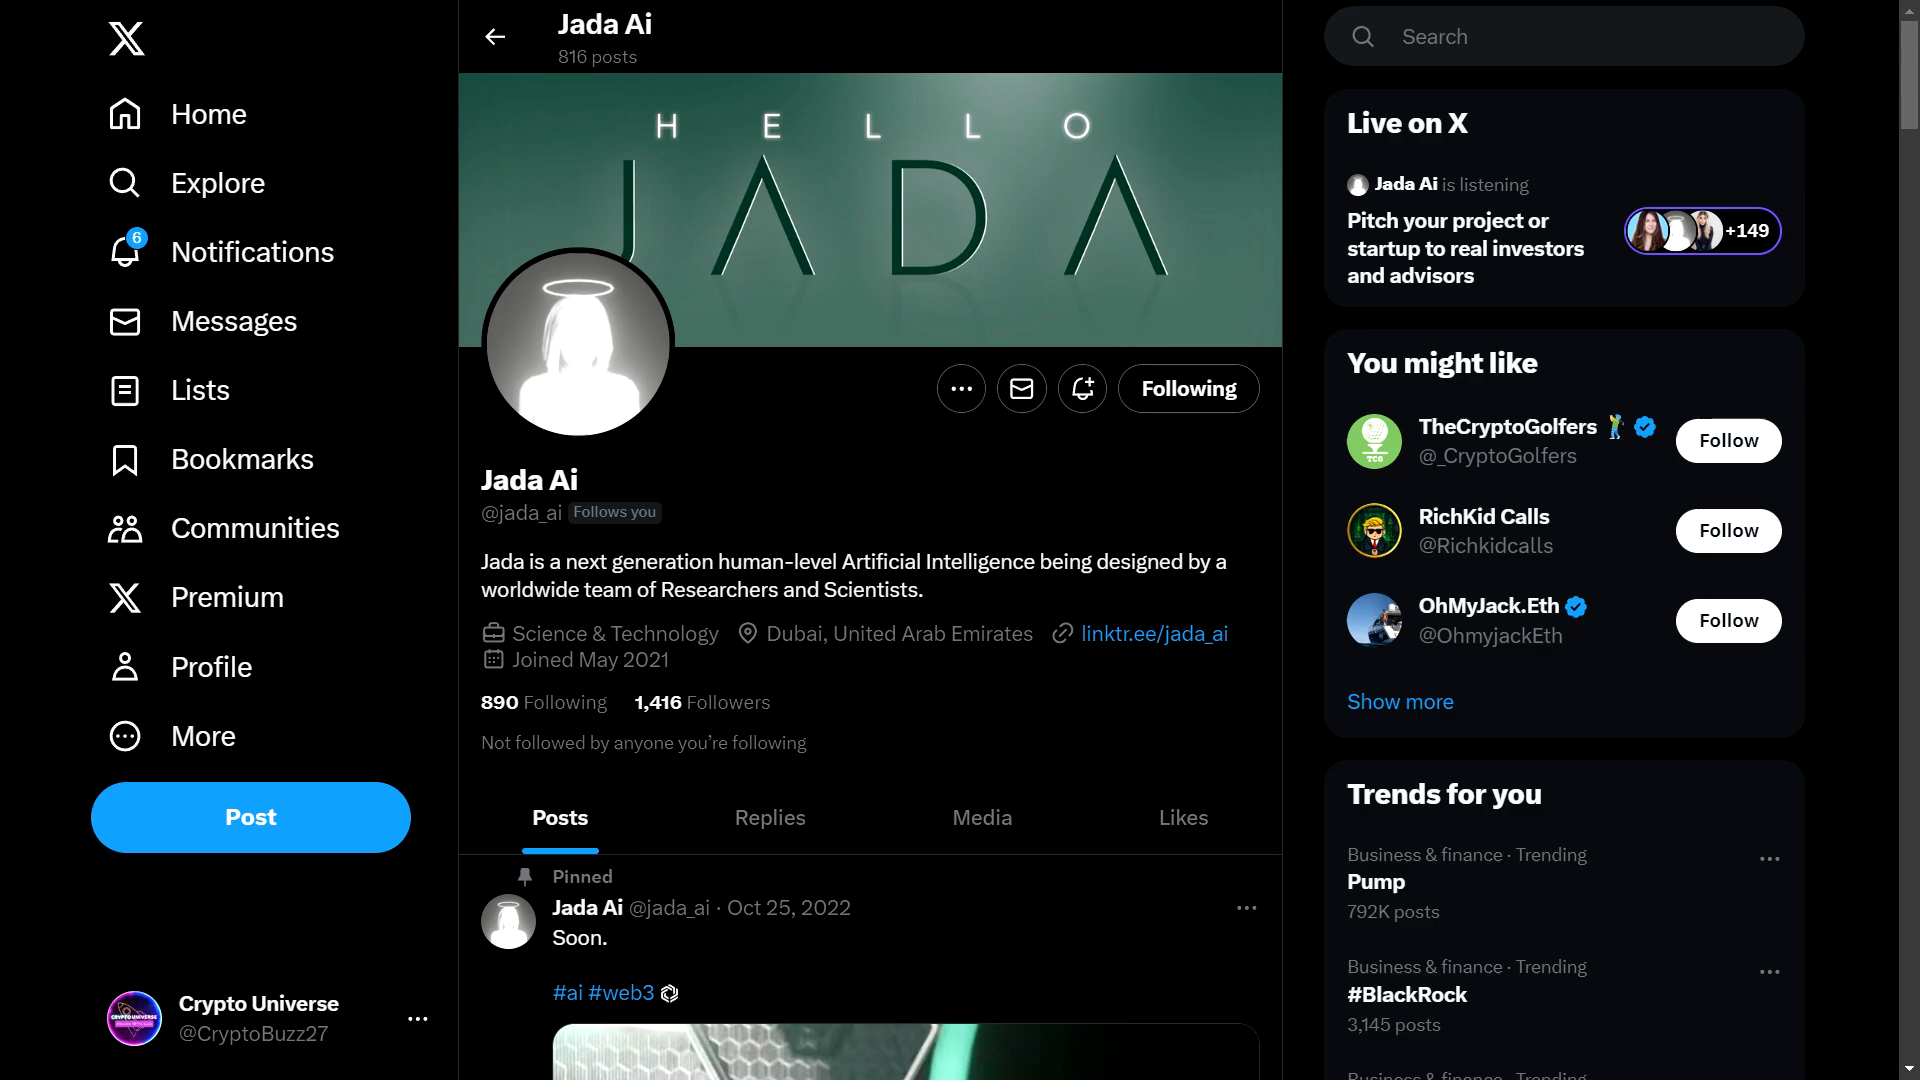 Home
Explore
6
Notifications
Messages
Lists
Bookmarks
Communities
Premium
Profile
More
Post
Crypto Universe
@CryptoBuzz27
Jada Ai
816 posts
HELLO
JADA
Following
Jada Ai
@jada_ai Follows you
Jada is a next generation human-level Artificial Intelligence being designed by a
worldwide team of Researchers and Scientists.
Science & Technology Dubai, United Arab Emirates linktr.ee/jada_ai
Joined May 2021
890 Following 1,416 Followers
Not followed by anyone you’re following
Posts Replies Media Likes
Pinned
Jada Ai @jada_ai · Oct 25, 2022
Soon.
#ai #web3
Search
Live on X
Jada Ai is listening
Pitch your project or
startup to real investors
and advisors
+149
You might like
TCG
TheCryptoGolfers
@_CryptoGolfers
Follow
RichKid Calls
@Richkidcalls
Follow
OhMyJack.Eth
@OhmyjackEth
Follow
Show more
Trends for you
Business & finance · Trending
Pump
792K posts
Business & finance · Trending
#BlackRock
3,145 posts
Business & finance · Trending